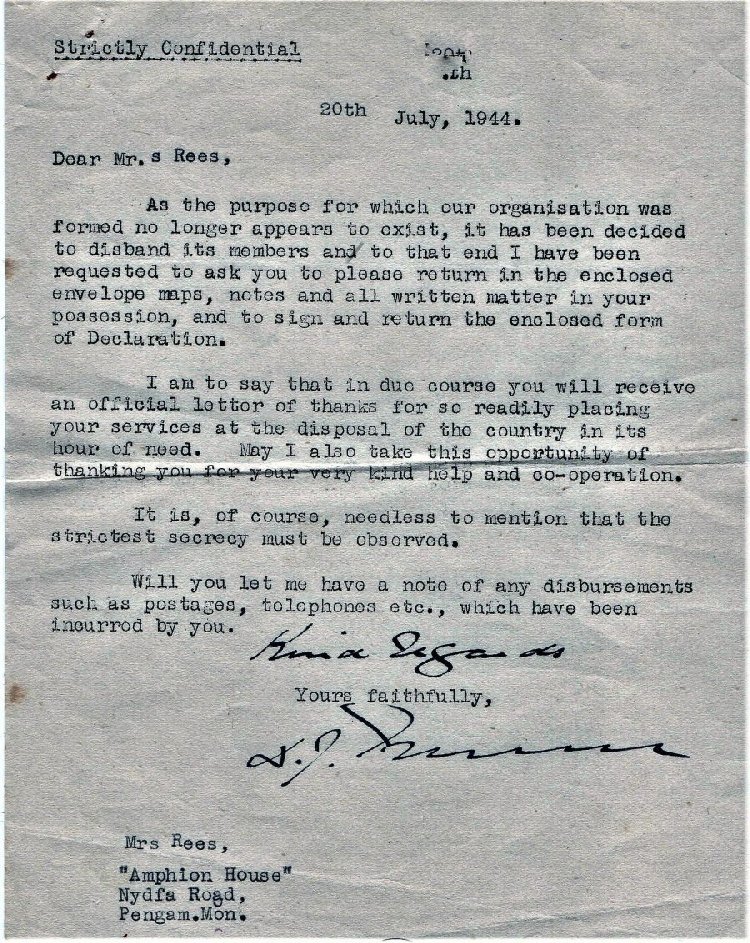 Strictly Confidential
20th July, 1944.
Dear Mr.s Rees,
As the purpose for which our organisation was
formed no longer appears to exist, it has been decided
to disband its members and to that end I have been
requested to ask you to please return in the enclosed
envelope maps, notes and all written matter in your
possession, and to sign and return the enclosed form
of Declaration.
I am to say that in due course you will receive
an official letter of thanks for so readily placing
your services at the disposal of the country in its
hour of need. May I also take this opportunity of
thanking you for your very kind help and co-operation.
It is, of course, needless to mention that the
strictest secrecy must be observed.
Will you let me have a note of any disbursements
such as postages, telephones etc., which have been
incurred by you.
Kind Regards
Yours faithfully,
Mrs Rees,
"Amphion House"
Nydfa Road,
Pengam.Mon.